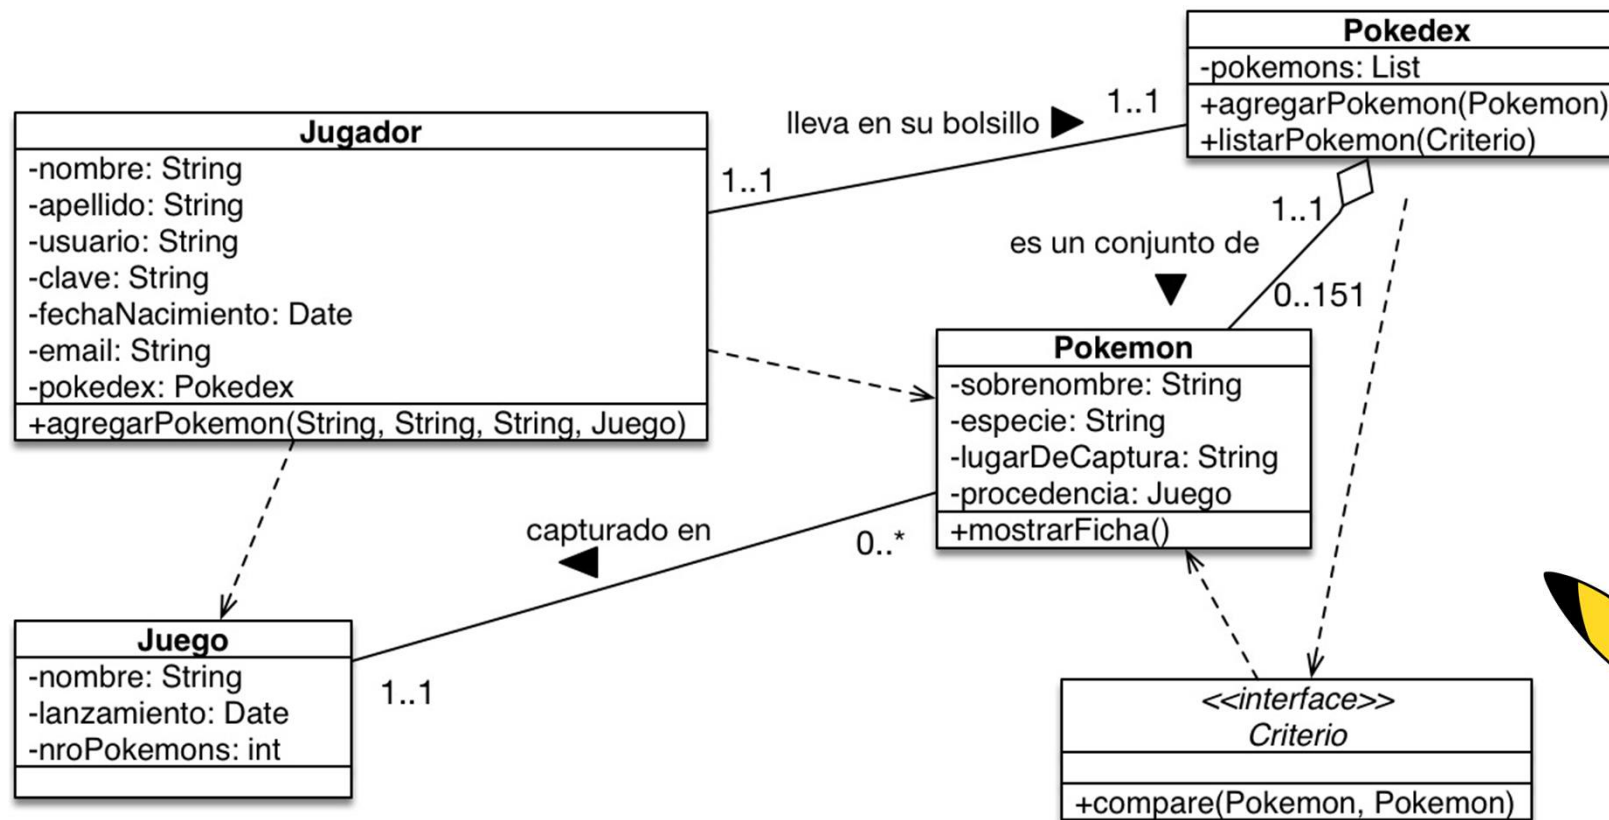 Pokedex
-pokemons: List
+agregarPokemon(Pokemon)
+listarPokemon(Criterio)
lleva en su bolsillo
1..1
1..1
Jugador
-nombre: String
-apellido: String
-usuario: String
-clave: String
-fechaNacimiento: Date
-email: String
-pokedex: Pokedex
+agregarPokemon(String, String, String, Juego)
1..1
es un conjunto de
0..151
Pokemon
-sobrenombre: String
-especie: String
-lugarDeCaptura: String
-procedencia: Juego
+mostrarFicha()
capturado en
0..*
1..1
Juego
-nombre: String
-lanzamiento: Date
-nroPokemons: int
<<interface>>
Criterio
+compare(Pokemon, Pokemon)